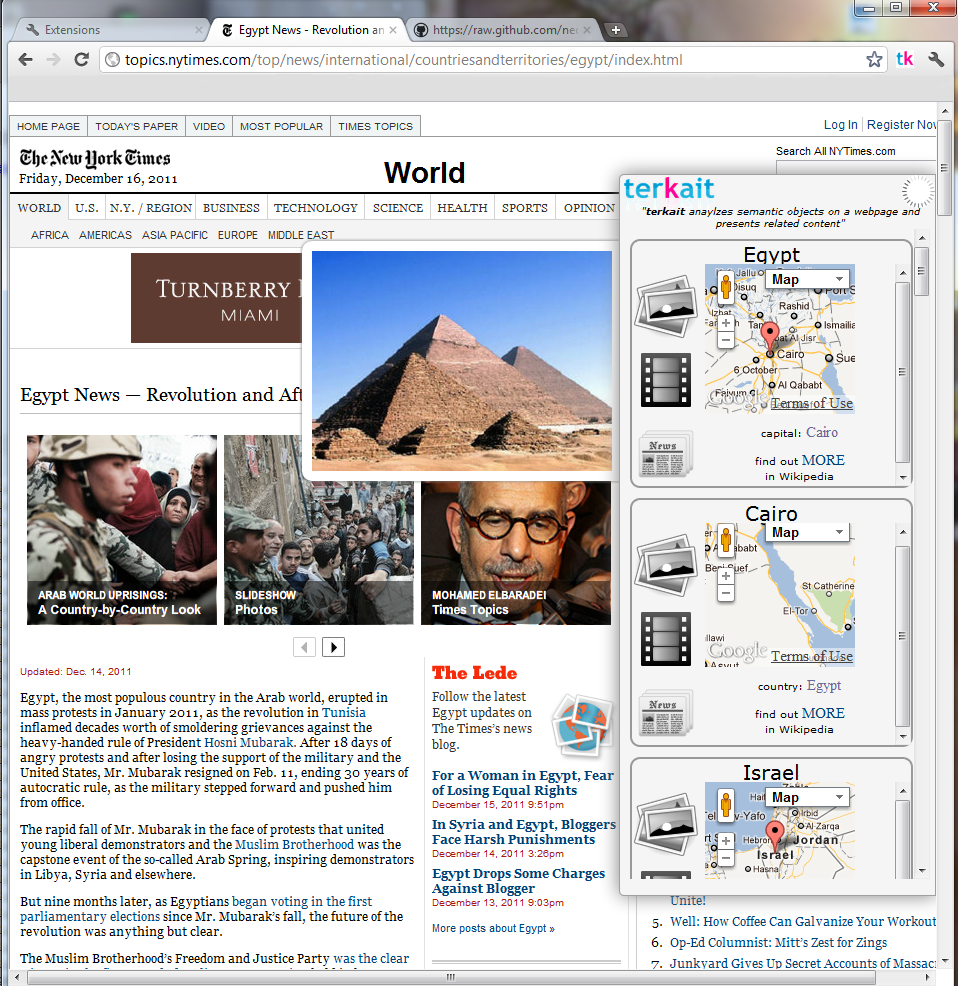 Extensions
Egypt News - Revolution an
https://raw.github.com/ne
topics.nytimes.com/top/news/international/countriesandterritories/egypt/index.html
tk
HOME PAGE
TODAY'S PAPER
VIDEO
MOST POPULAR
TIMES TOPICS
Log In
Register Now
The New York Times
Friday, December 16, 2011
World
Search All NYTimes.com
WORLD
U.S.
N.Y. / REGION
BUSINESS
TECHNOLOGY
SCIENCE
HEALTH
SPORTS
OPINION
AFRICA
AMERICAS
ASIA PACIFIC
EUROPE
MIDDLE EAST
TURNBERRY
MIAMI
Egypt News — Revolution and Aft
ARAB WORLD UPRISINGS:
A Country-by-Country Look
SLIDESHOW
Photos
MOHAMED ELBARADEI
Times Topics
Updated: Dec. 14, 2011
Egypt, the most populous country in the Arab world, erupted in
mass protests in January 2011, as the revolution in Tunisia
inflamed decades worth of smoldering grievances against the
heavy-handed rule of President Hosni Mubarak. After 18 days of
angry protests and after losing the support of the military and the
United States, Mr. Mubarak resigned on Feb. 11, ending 30 years of
autocratic rule, as the military stepped forward and pushed him
from office.
The rapid fall of Mr. Mubarak in the face of protests that united
young liberal demonstrators and the Muslim Brotherhood was the
capstone event of the so-called Arab Spring, inspiring demonstrators
in Libya, Syria and elsewhere.
But nine months later, as Egyptians began voting in the first
parliamentary elections since Mr. Mubarak's fall, the future of the
revolution was anything but clear.
The Muslim Brotherhood's Freedom and Justice Party was the clear
The Lede
Follow the latest
Egypt updates on
The Times's news
blog.
For a Woman in Egypt, Fear
of Losing Equal Rights
December 15, 2011 9:51pm
In Syria and Egypt, Bloggers
Face Harsh Punishments
December 14, 2011 3:26pm
Egypt Drops Some Charges
Against Blogger
December 13, 2011 9:03pm
More posts about Egypt »
terkait
"terkait anaylzes semantic objects on a webpage and
presents related content"
Egypt
Map
Disuq
Rashid
Ismailia
Cairo
6 October
Al Qababt
Faiyum
Google
Terms of Use
News
capital: Cairo
find out MORE
in Wikipedia
Cairo
Map
St Catherine
El-Tor
Google
Terms of Use
News
country: Egypt
find out MORE
in Wikipedia
Israel
Map
Irbid
Al Zarqa
Hebron
Jordan
Israel
Hasna
Unite!
5. Well: How Coffee Can Galvanize Your Workout
6. Op-Ed Columnist: Mitt's Zest for Zings
7. Junkyard Gives Up Secret Accounts of Massac